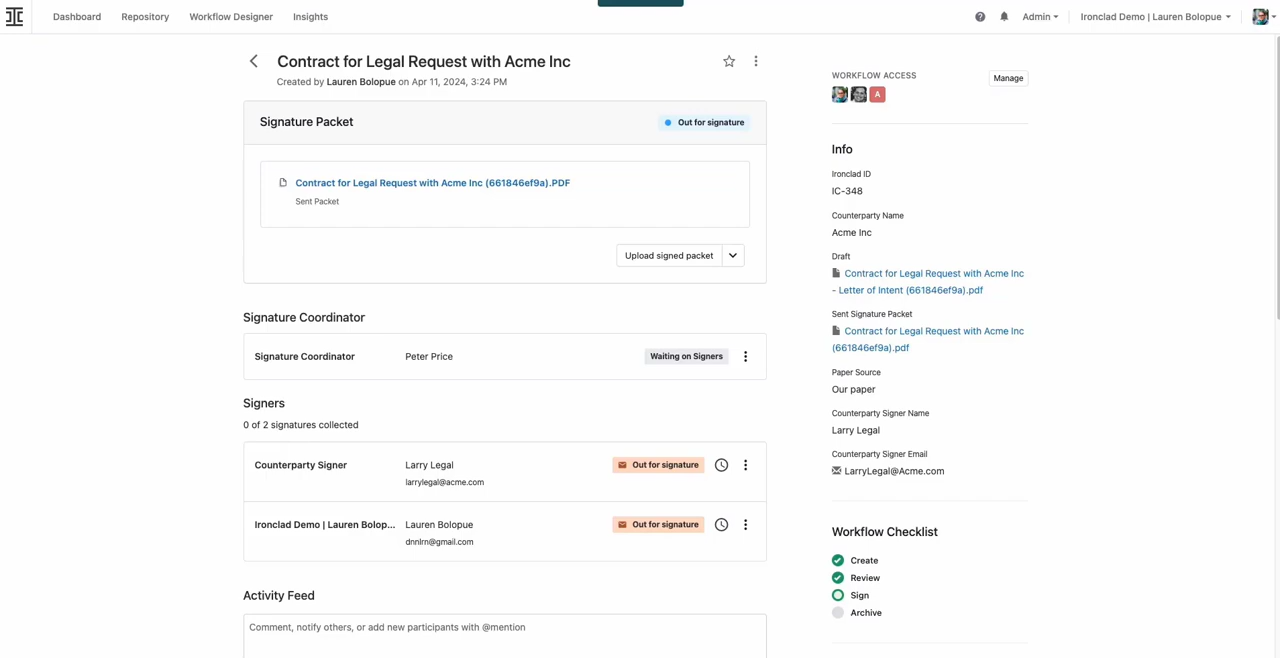 Dashboard Repository Workflow Designer Insights Admin Ironclad Demo | Lauren Bolopue
Contract for Legal Request with Acme Inc
Created by Lauren Bolopue on Apr 11, 2024, 3:24 PM
Signature Packet Out for signature
Contract for Legal Request with Acme Inc (661846ef9a).PDF
Sent Packet
Upload signed packet
Signature Coordinator
Signature Coordinator Peter Price Waiting on Signers
Signers
0 of 2 signatures collected
Counterparty Signer Larry Legal Out for signature
larrylegal@acme.com
Ironclad Demo | Lauren Bolop... Lauren Bolopue Out for signature
dnnlrn@gmail.com
Activity Feed
Comment, notify others, or add new participants with @mention
WORKFLOW ACCESS Manage
A
Info
Ironclad ID
IC-348
Counterparty Name
Acme Inc
Draft
Contract for Legal Request with Acme Inc
- Letter of Intent (661846ef9a).pdf
Sent Signature Packet
Contract for Legal Request with Acme Inc
(661846ef9a).pdf
Paper Source
Our paper
Counterparty Signer Name
Larry Legal
Counterparty Signer Email
LarryLegal@Acme.com
Workflow Checklist
Create
Review
Sign
Archive